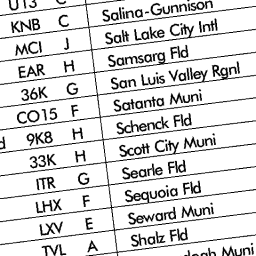 U13 C
KNB C Salina-Gunnison
MCI J Salt Lake City Intl
EAR H Samsarg Fld
36K G San Luis Valley Rgnl
CO15 F Satanta Muni
d 9K8 H Schenck Fld
33K H Scott City Muni
ITR G Searle Fld
LHX F Sequoia Fld
LXV E Seward Muni
TVL A Shalz Fld
Muni